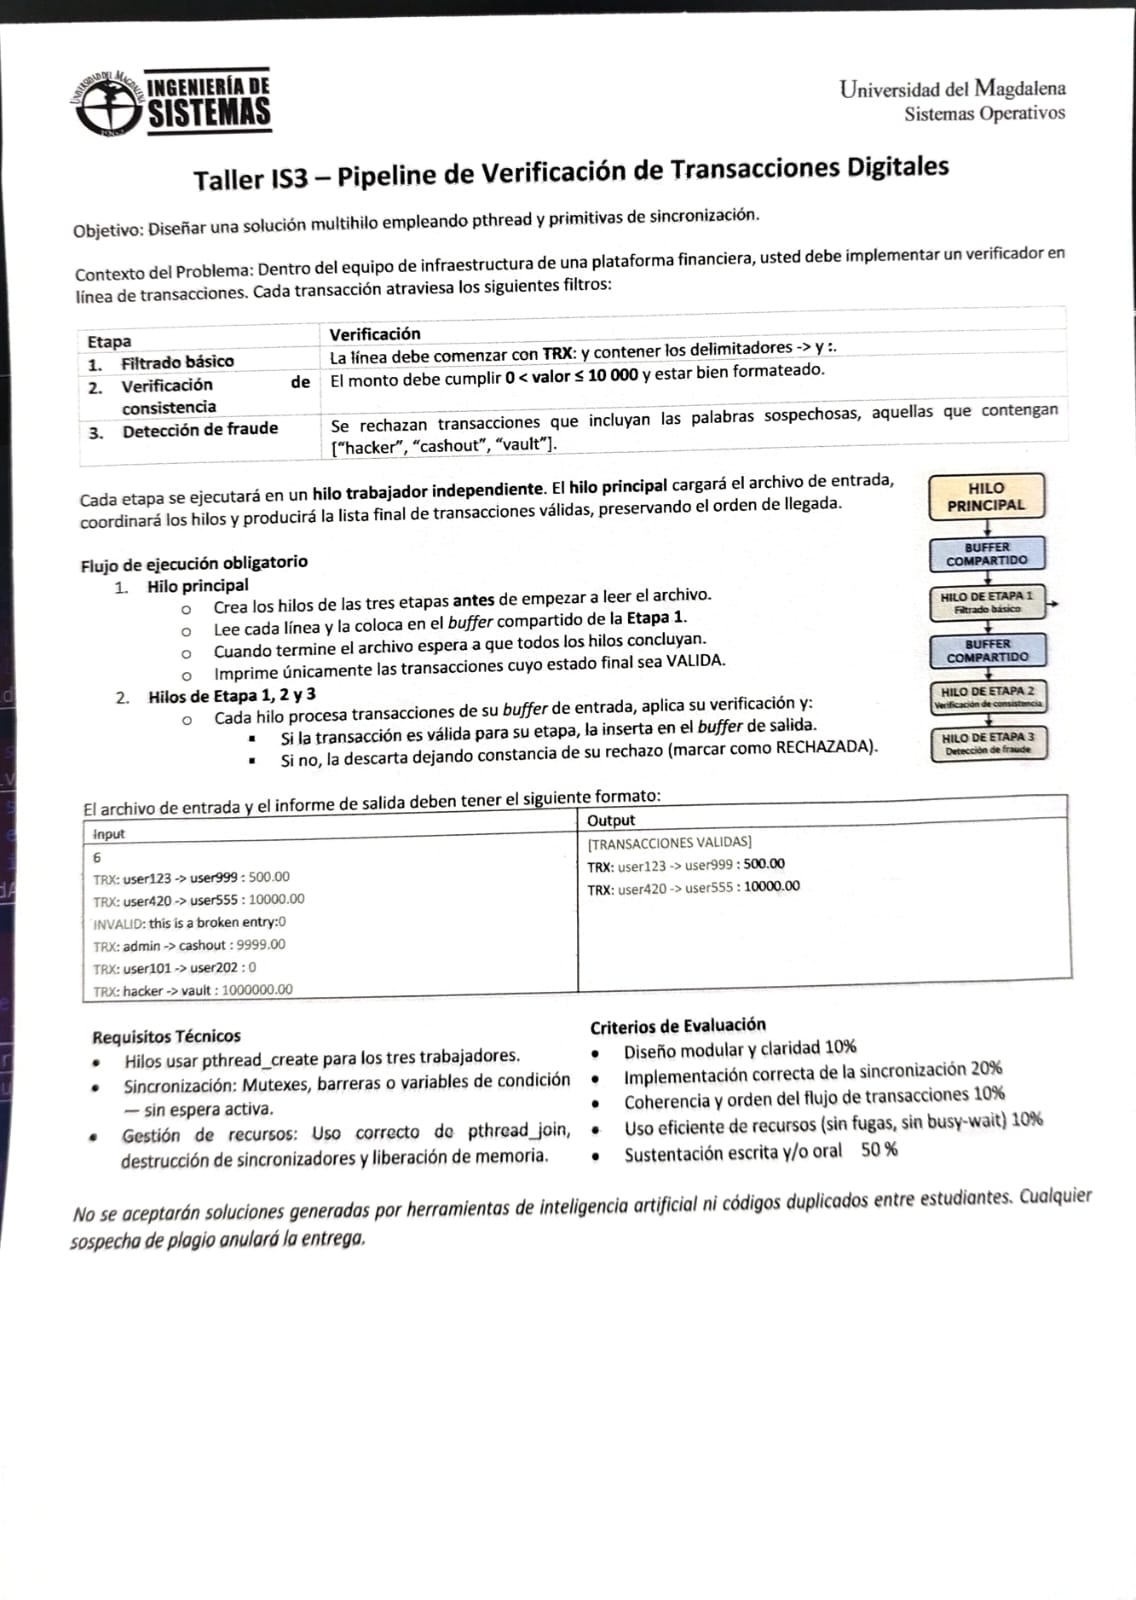 UNIVERSIDAD DEL MAGDALENA
INGENIERÍA DE
SISTEMAS
Universidad del Magdalena
Sistemas Operativos
Taller IS3 – Pipeline de Verificación de Transacciones Digitales
Objetivo: Diseñar una solución multihilo empleando pthread y primitivas de sincronización.
Contexto del Problema: Dentro del equipo de infraestructura de una plataforma financiera, usted debe implementar un verificador en
línea de transacciones. Cada transacción atraviesa los siguientes filtros:
Etapa
Verificación
1. Filtrado básico
La línea debe comenzar con TRX: y contener los delimitadores -> y :.
2. Verificación de
consistencia
El monto debe cumplir 0 < valor ≤ 10 000 y estar bien formateado.
3. Detección de fraude
Se rechazan transacciones que incluyan las palabras sospechosas, aquellas que contengan
["hacker", "cashout", "vault"].
Cada etapa se ejecutará en un hilo trabajador independiente. El hilo principal cargará el archivo de entrada,
coordinará los hilos y producirá la lista final de transacciones válidas, preservando el orden de llegada.
Flujo de ejecución obligatorio
1. Hilo principal
o Crea los hilos de las tres etapas antes de empezar a leer el archivo.
o Lee cada línea y la coloca en el buffer compartido de la Etapa 1.
o Cuando termine el archivo espera a que todos los hilos concluyan.
o Imprime únicamente las transacciones cuyo estado final sea VALIDA.
2. Hilos de Etapa 1, 2 y 3
o Cada hilo procesa transacciones de su buffer de entrada, aplica su verificación y:
▪ Si la transacción es válida para su etapa, la inserta en el buffer de salida.
▪ Si no, la descarta dejando constancia de su rechazo (marcar como RECHAZADA).
HILO
PRINCIPAL
BUFFER
COMPARTIDO
HILO DE ETAPA 1
Filtrado básico
BUFFER
COMPARTIDO
HILO DE ETAPA 2
Verificación de consistencia
HILO DE ETAPA 3
Detección de fraude
El archivo de entrada y el informe de salida deben tener el siguiente formato:
Input
6
TRX: user123 -> user999 : 500.00
TRX: user420 -> user555 : 10000.00
INVALID: this is a broken entry:0
TRX: admin -> cashout : 9999.00
TRX: user101 -> user202 : 0
TRX: hacker -> vault : 1000000.00
Output
[TRANSACCIONES VALIDAS]
TRX: user123 -> user999 : 500.00
TRX: user420 -> user555 : 10000.00
Requisitos Técnicos
• Hilos usar pthread_create para los tres trabajadores.
• Sincronización: Mutexes, barreras o variables de condición
— sin espera activa.
• Gestión de recursos: Uso correcto de pthread_join,
destrucción de sincronizadores y liberación de memoria.
Criterios de Evaluación
• Diseño modular y claridad 10%
• Implementación correcta de la sincronización 20%
• Coherencia y orden del flujo de transacciones 10%
• Uso eficiente de recursos (sin fugas, sin busy-wait) 10%
• Sustentación escrita y/o oral 50 %
No se aceptarán soluciones generadas por herramientas de inteligencia artificial ni códigos duplicados entre estudiantes. Cualquier
sospecha de plagio anulará la entrega.